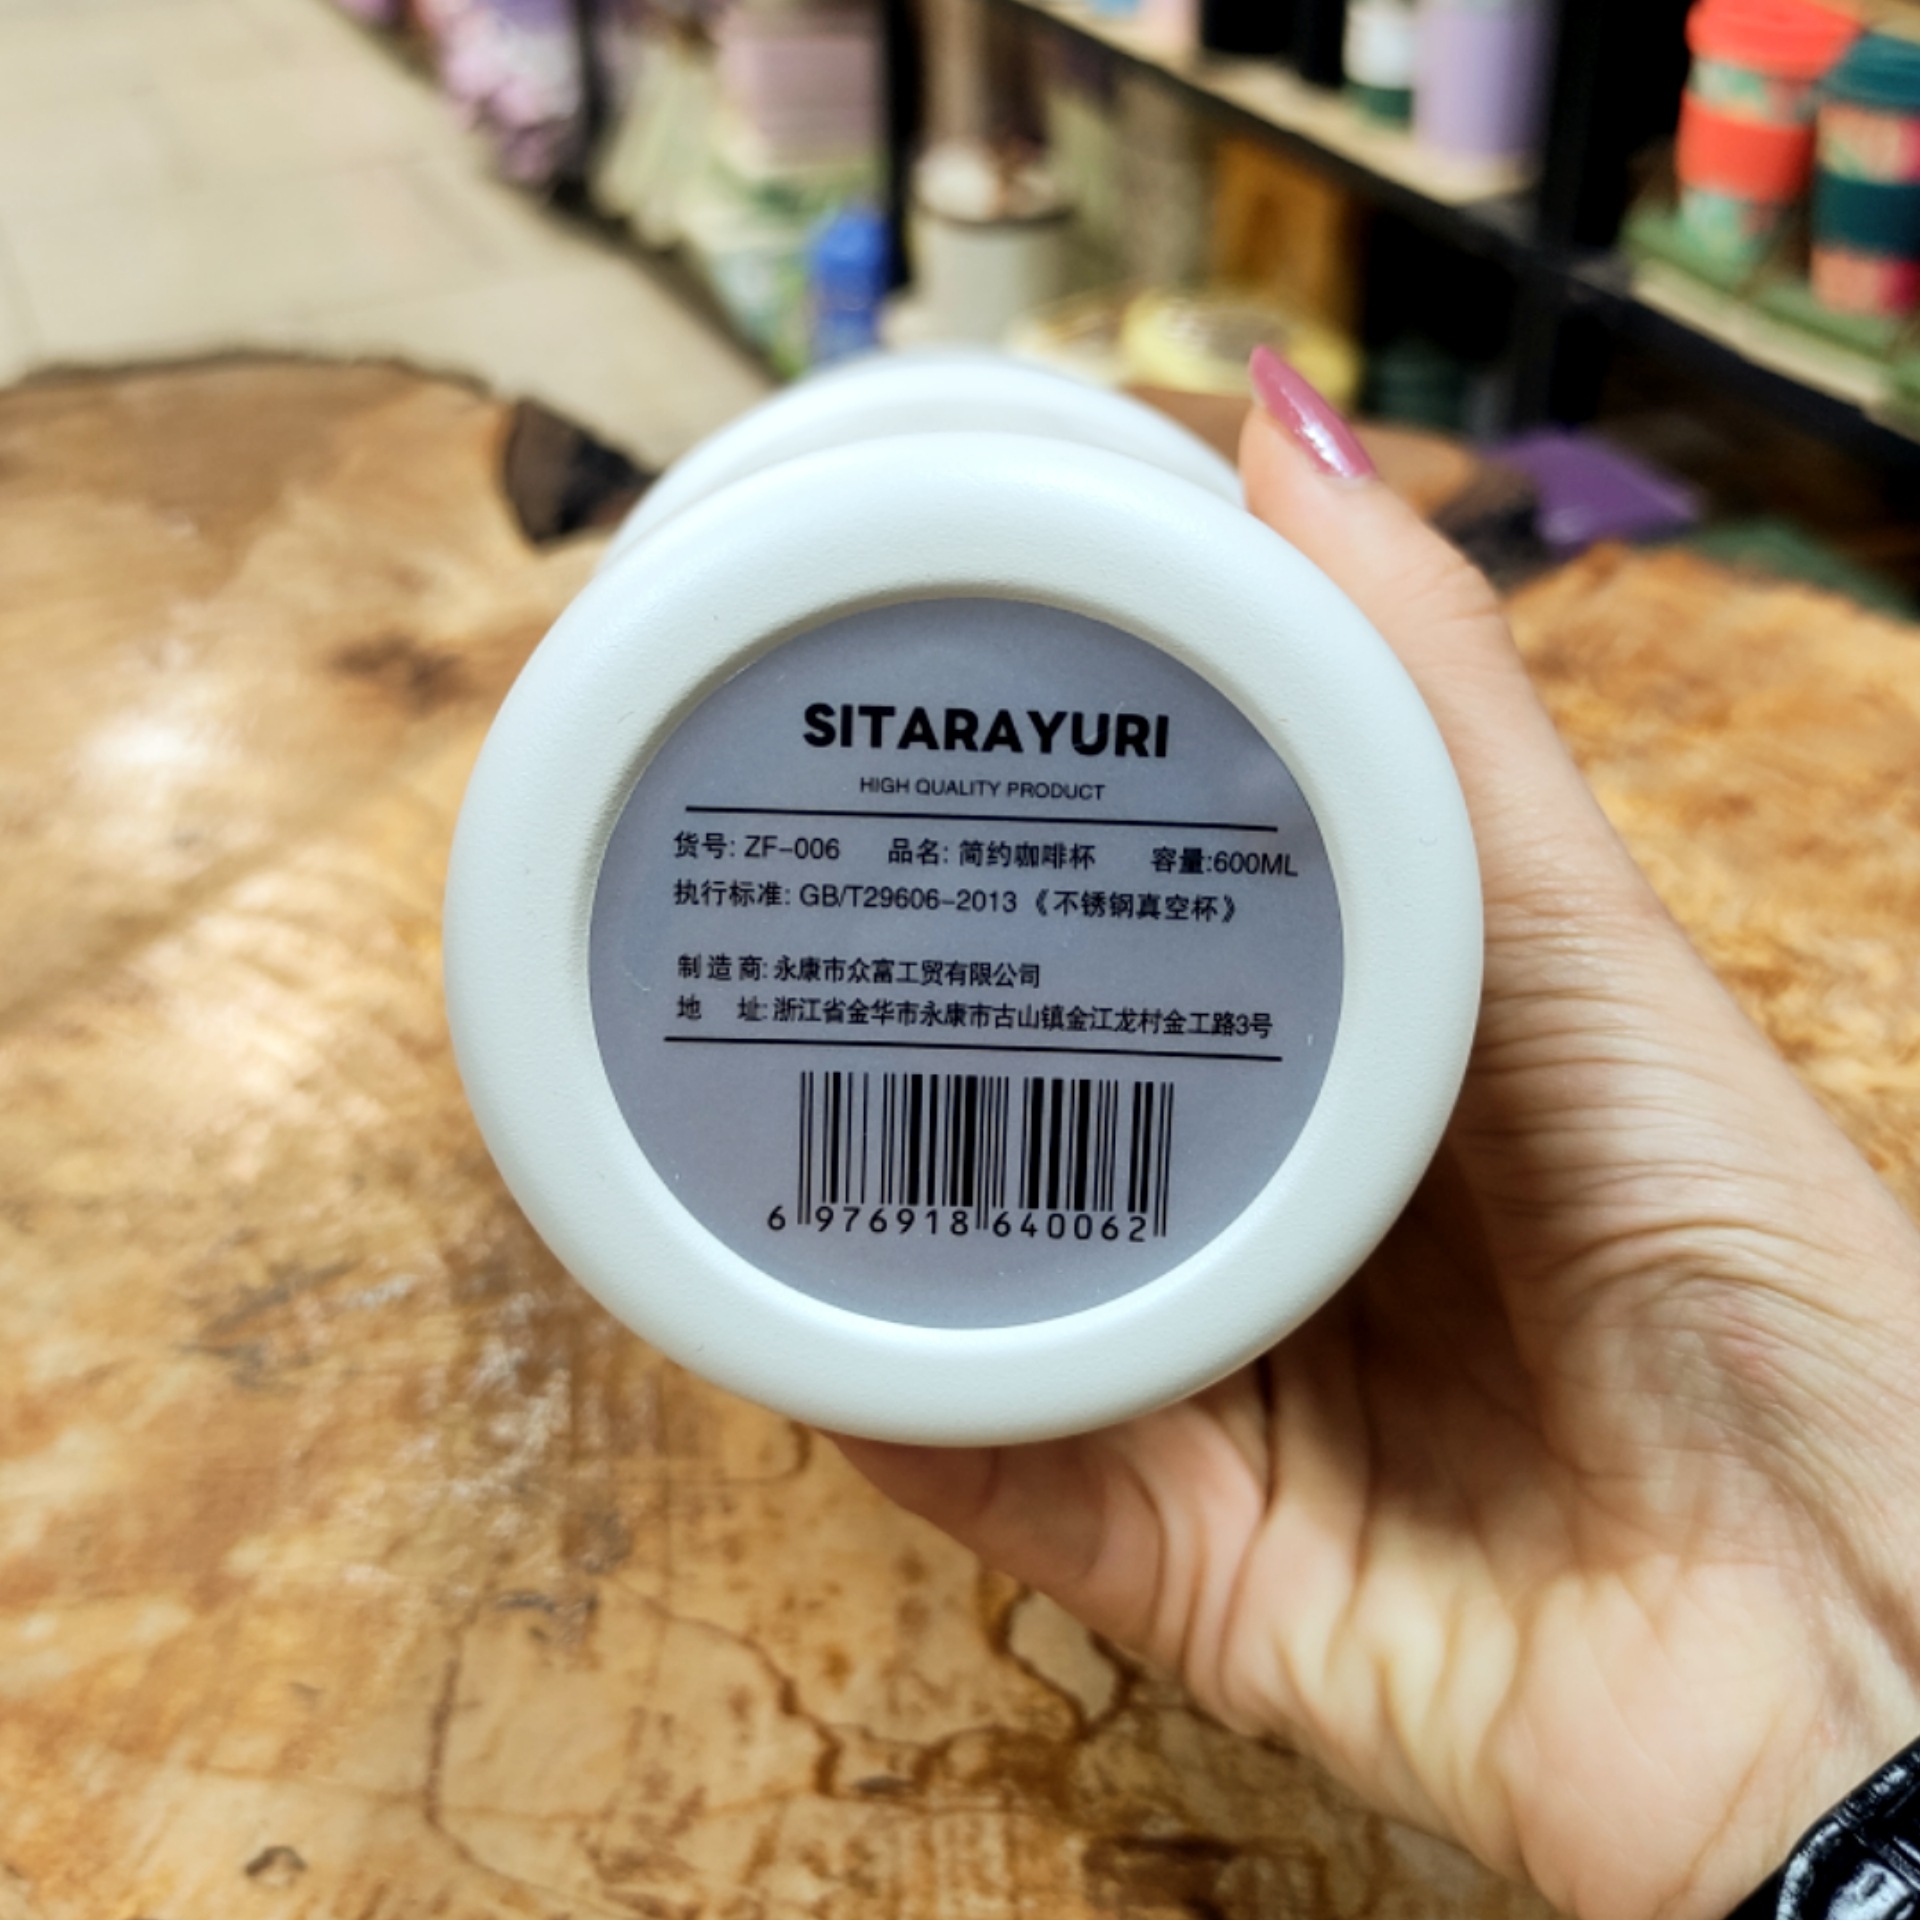 SITARAYURI
HIGH QUALITY PRODUCT
货号: ZF-006 品名: 简约咖啡杯 容量:600ML
执行标准: GB/T29606-2013《不锈钢真空杯》
制造商: 永康市众富工贸有限公司
地 址: 浙江省金华市永康市古山镇金江龙村金工路3号
6 976918 640062